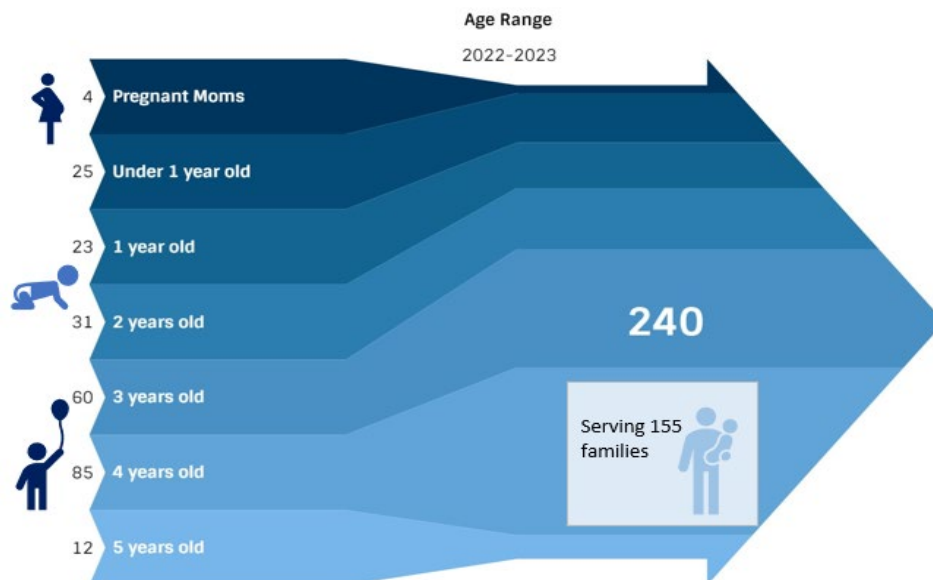 Age Range
2022-2023
4 Pregnant Moms
25 Under 1 year old
23 1 year old
31 2 years old
60 3 years old
85 4 years old
12 5 years old
240
Serving 155
families